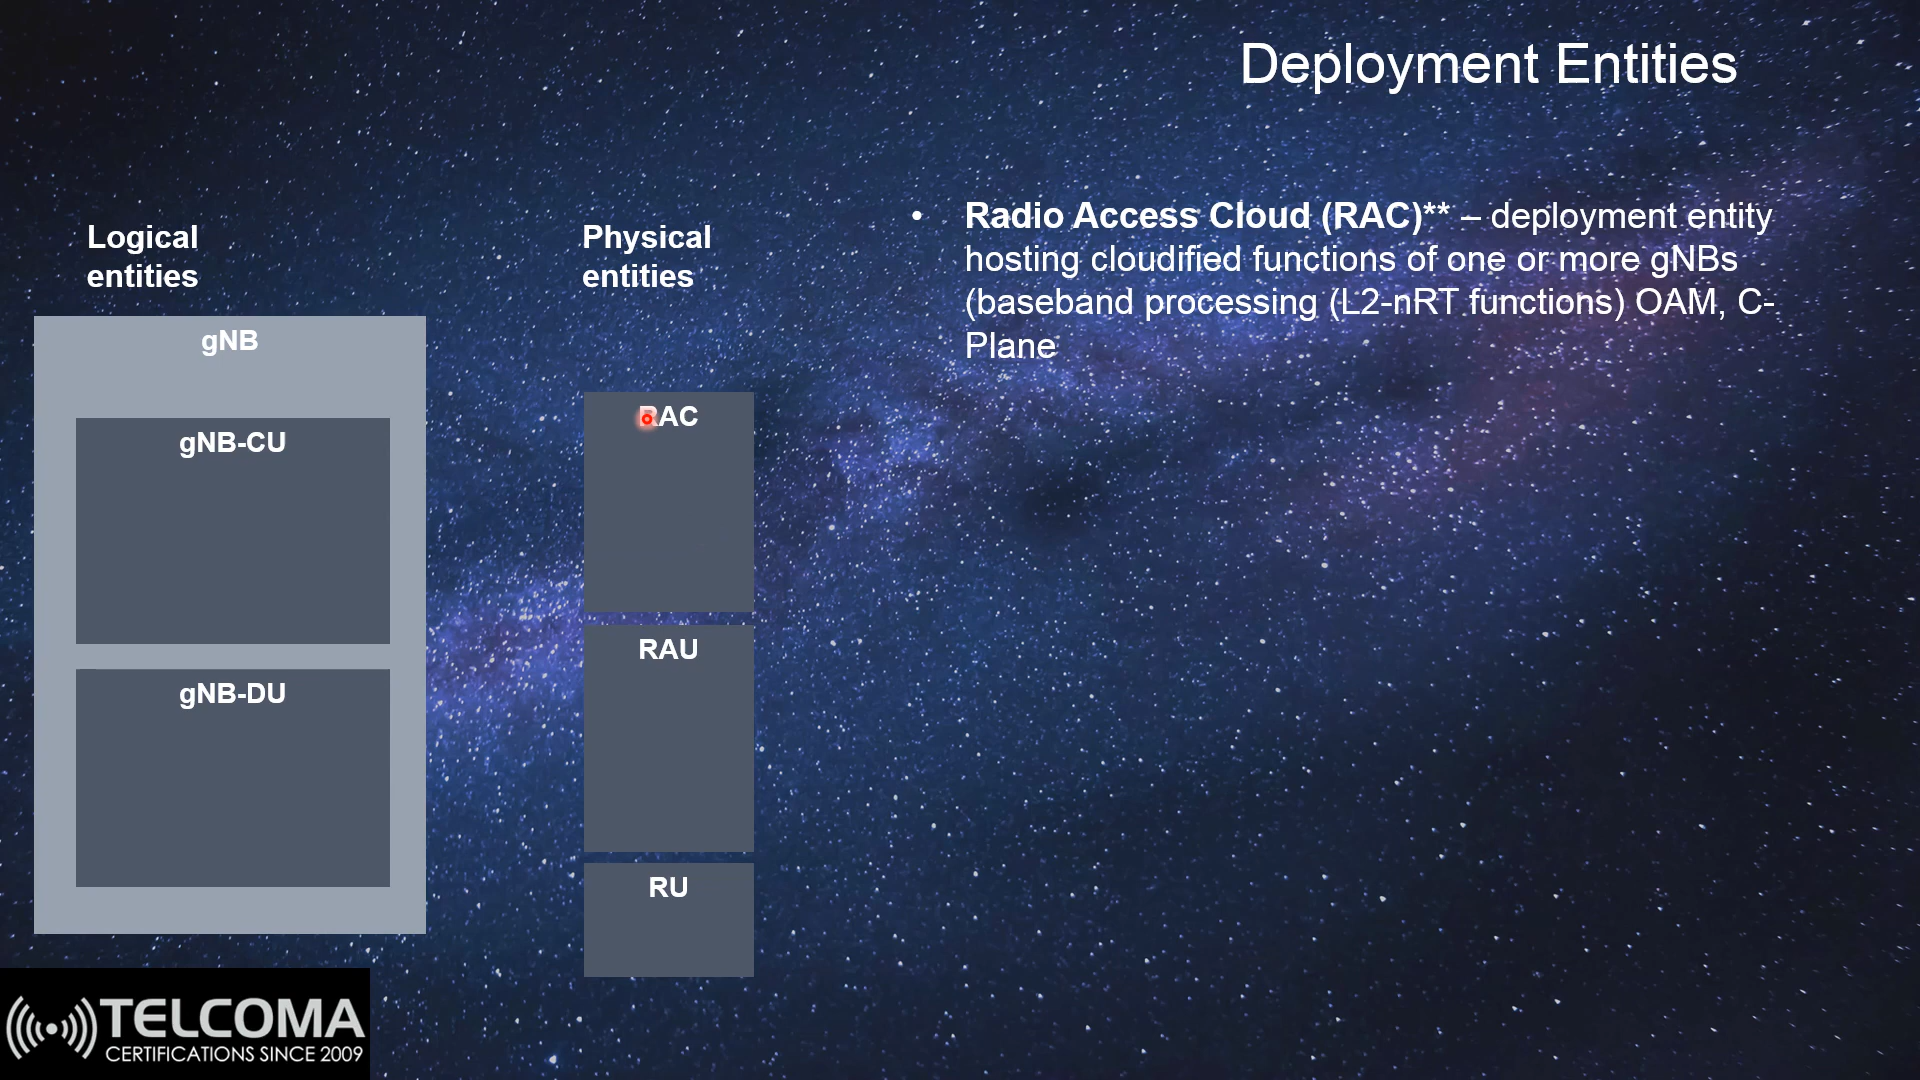 Deployment Entities
Logical
entities
Physical
entities
• Radio Access Cloud (RAC)** – deployment entity
hosting cloudified functions of one or more gNBs
(baseband processing (L2-nRT functions) OAM, C-
Plane
gNB
gNB-CU
gNB-DU
RAC
RAU
RU
TELCOMA
CERTIFICATIONS SINCE 2009